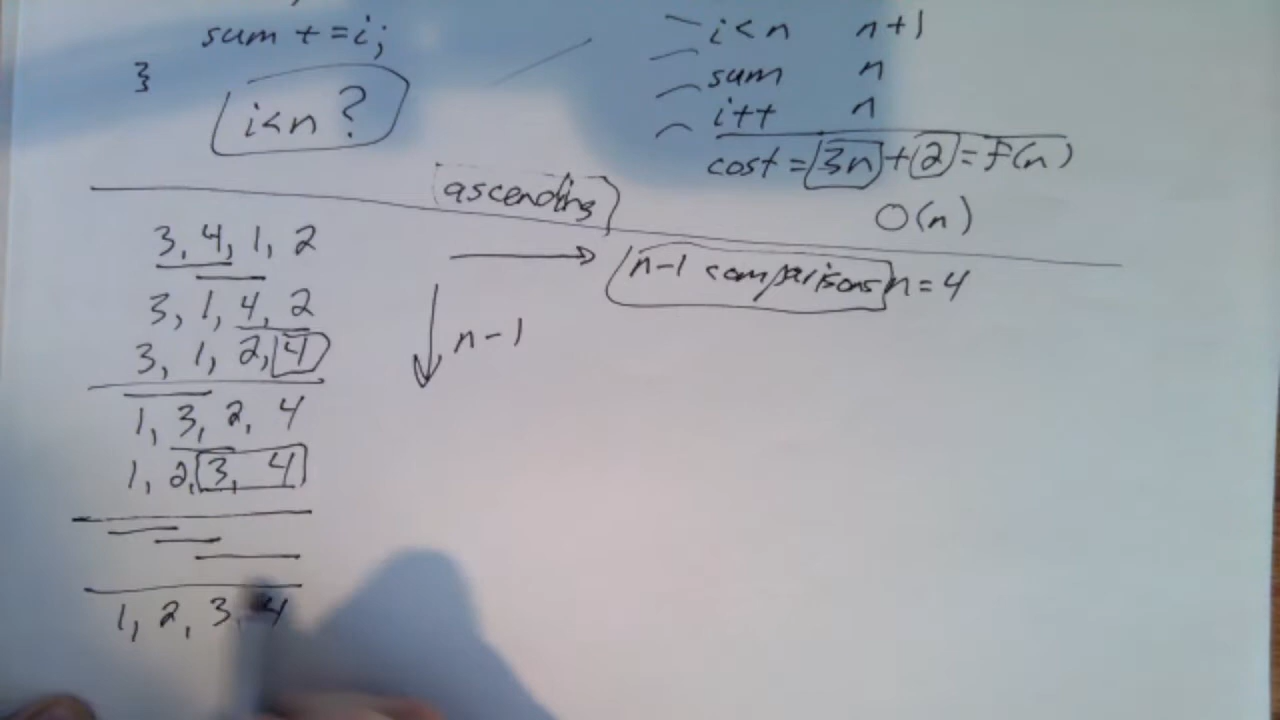 sum + = i;
}
i<n ?
i<n n+1
sum n
i++ n
cost = 3n + 2 = F(n)
O(n)
ascending
3, 4, 1, 2
3, 1, 4, 2
3, 1, 2, 4
1, 3, 2, 4
1, 2, 3, 4
1, 2, 3, 4
n-1 comparisons n = 4
n-1